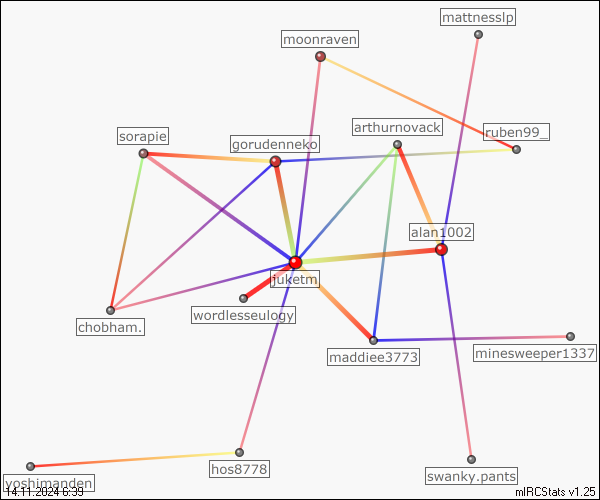 mattnesslp
moonraven
arthurnovack
ruben99_
sorapie
gorudenneko
alan1002
juketm
wordlesseulogy
chobham.
maddiee3773
minesweeper1337
hos8778
swanky.pants
yoshimanden
14.11.2024 6:39
mIRCStats v1.25